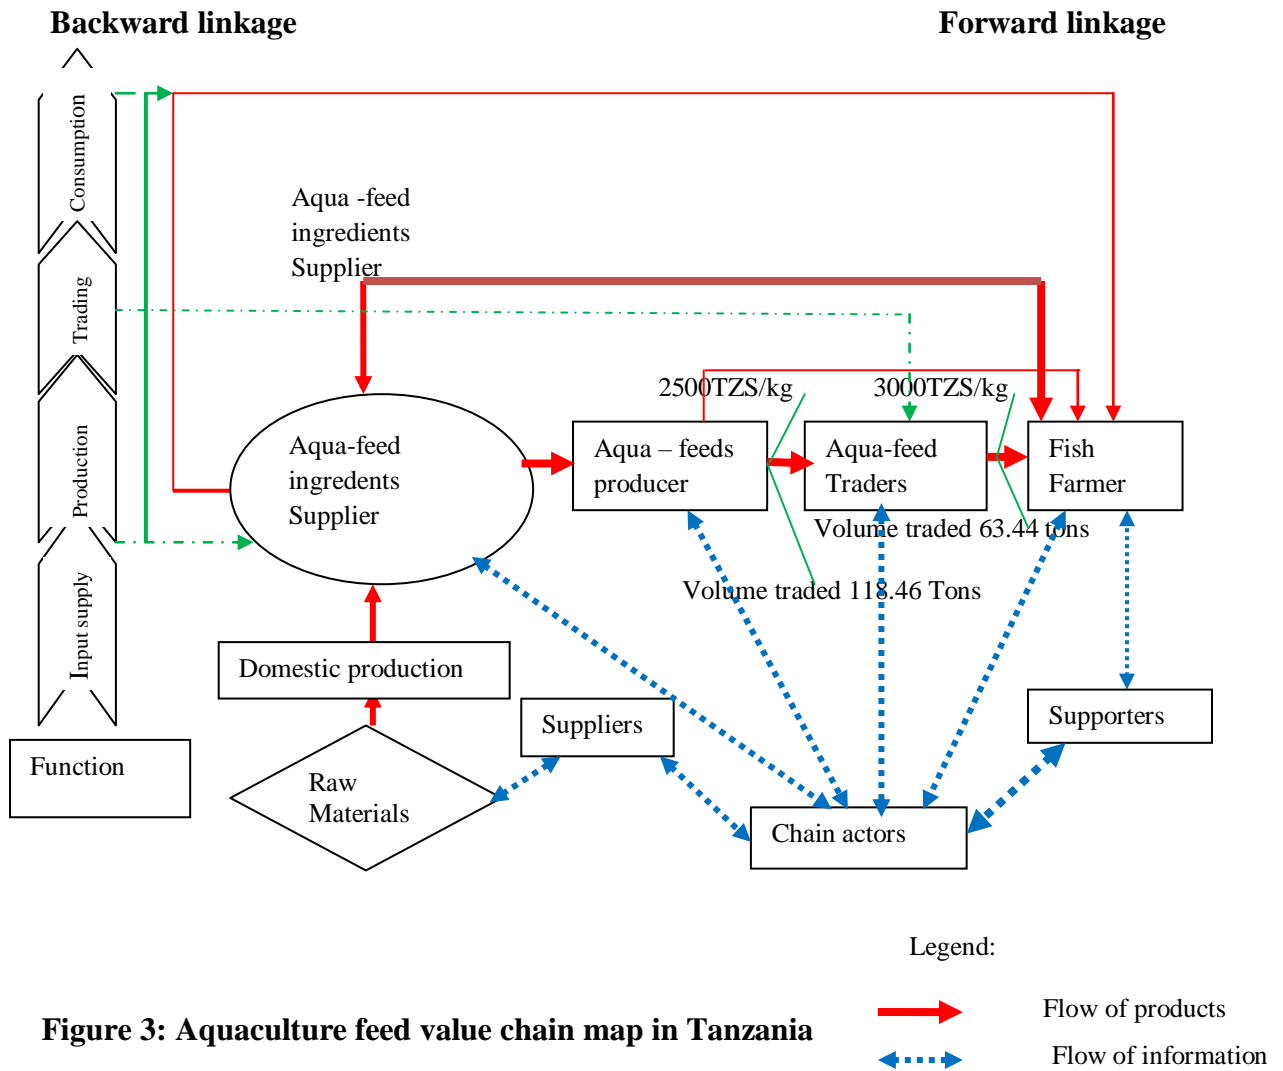 Backward linkage
Forward linkage
Consumption
Trading
Production
Input supply
Function
Aqua -feed
ingredients
Supplier
Aqua-feed
ingredents
Supplier
2500TZS/kg
3000TZS/kg
Aqua – feeds
producer
Aqua-feed
Traders
Fish
Farmer
Volume traded 63.44 tons
Volume traded 118.46 Tons
Domestic production
Suppliers
Supporters
Raw
Materials
Chain actors
Legend:
Flow of products
Flow of information
Figure 3: Aquaculture feed value chain map in Tanzania